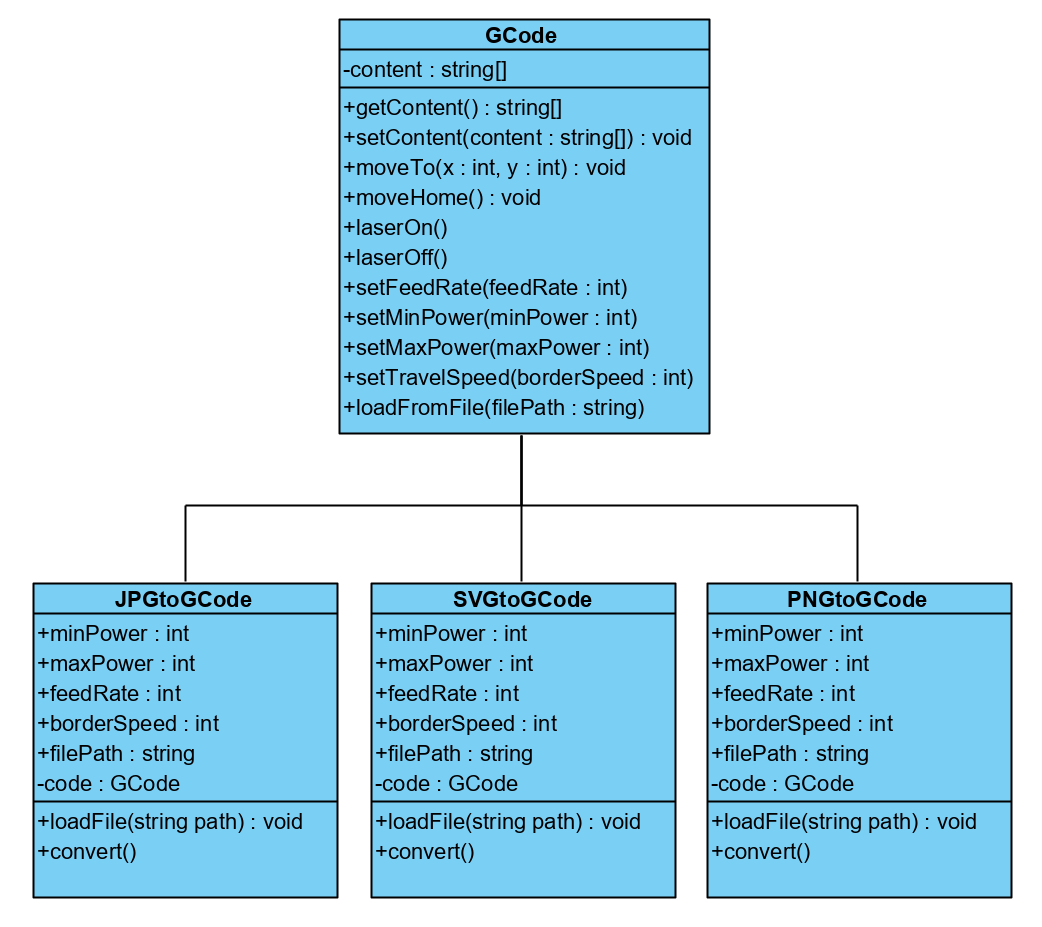 GCode
-content : string[]
+getContent() : string[]
+setContent(content : string[]) : void
+moveTo(x : int, y : int) : void
+moveHome() : void
+laserOn()
+laserOff()
+setFeedRate(feedRate : int)
+setMinPower(minPower : int)
+setMaxPower(maxPower : int)
+setTravelSpeed(borderSpeed : int)
+loadFromFile(filePath : string)
JPGtoGCode
+minPower : int
+maxPower : int
+feedRate : int
+borderSpeed : int
+filePath : string
-code : GCode
+loadFile(string path) : void
+convert()
SVGtoGCode
+minPower : int
+maxPower : int
+feedRate : int
+borderSpeed : int
+filePath : string
-code : GCode
+loadFile(string path) : void
+convert()
PNGtoGCode
+minPower : int
+maxPower : int
+feedRate : int
+borderSpeed : int
+filePath : string
-code : GCode
+loadFile(string path) : void
+convert()